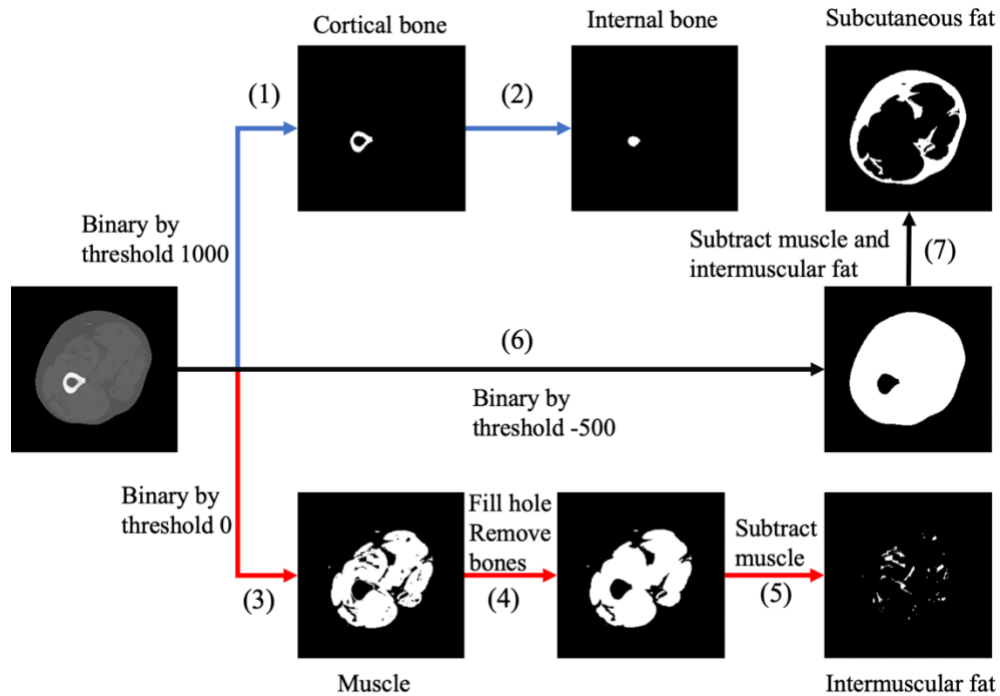 Cortical bone
Internal bone
Subcutaneous fat
(1)
(2)
Binary by
threshold 1000
Subtract muscle and
intermuscular fat
(7)
(6)
Binary by
threshold -500
Binary by
threshold 0
(3)
Fill hole
Remove
bones
(4)
Subtract
muscle
(5)
Muscle
Intermuscular fat